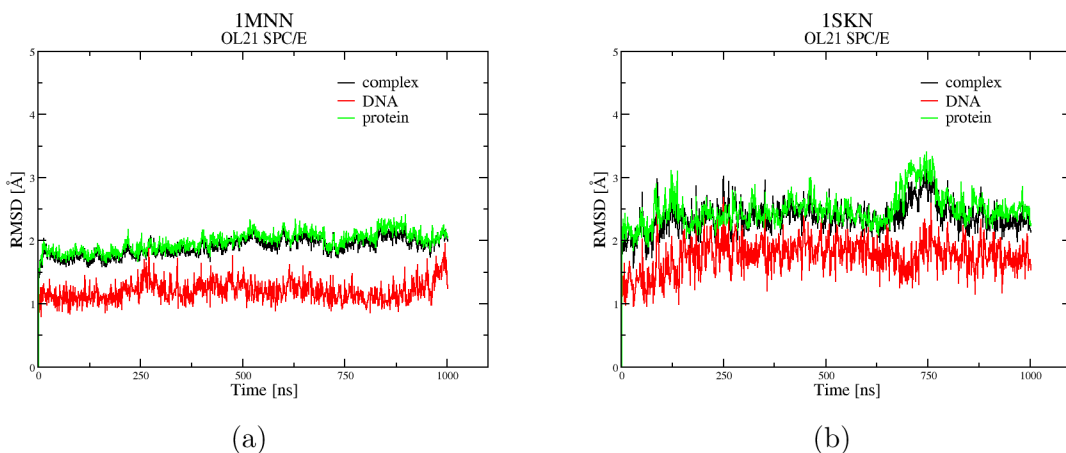 1MNN
OL21 SPC/E
5
4
3
2
1
0
RMSD [Å]
complex
DNA
protein
0
250
500
750
1000
Time [ns]
(a)
1SKN
OL21 SPC/E
5
4
3
2
1
0
RMSD [Å]
complex
DNA
protein
0
250
500
750
1000
Time [ns]
(b)